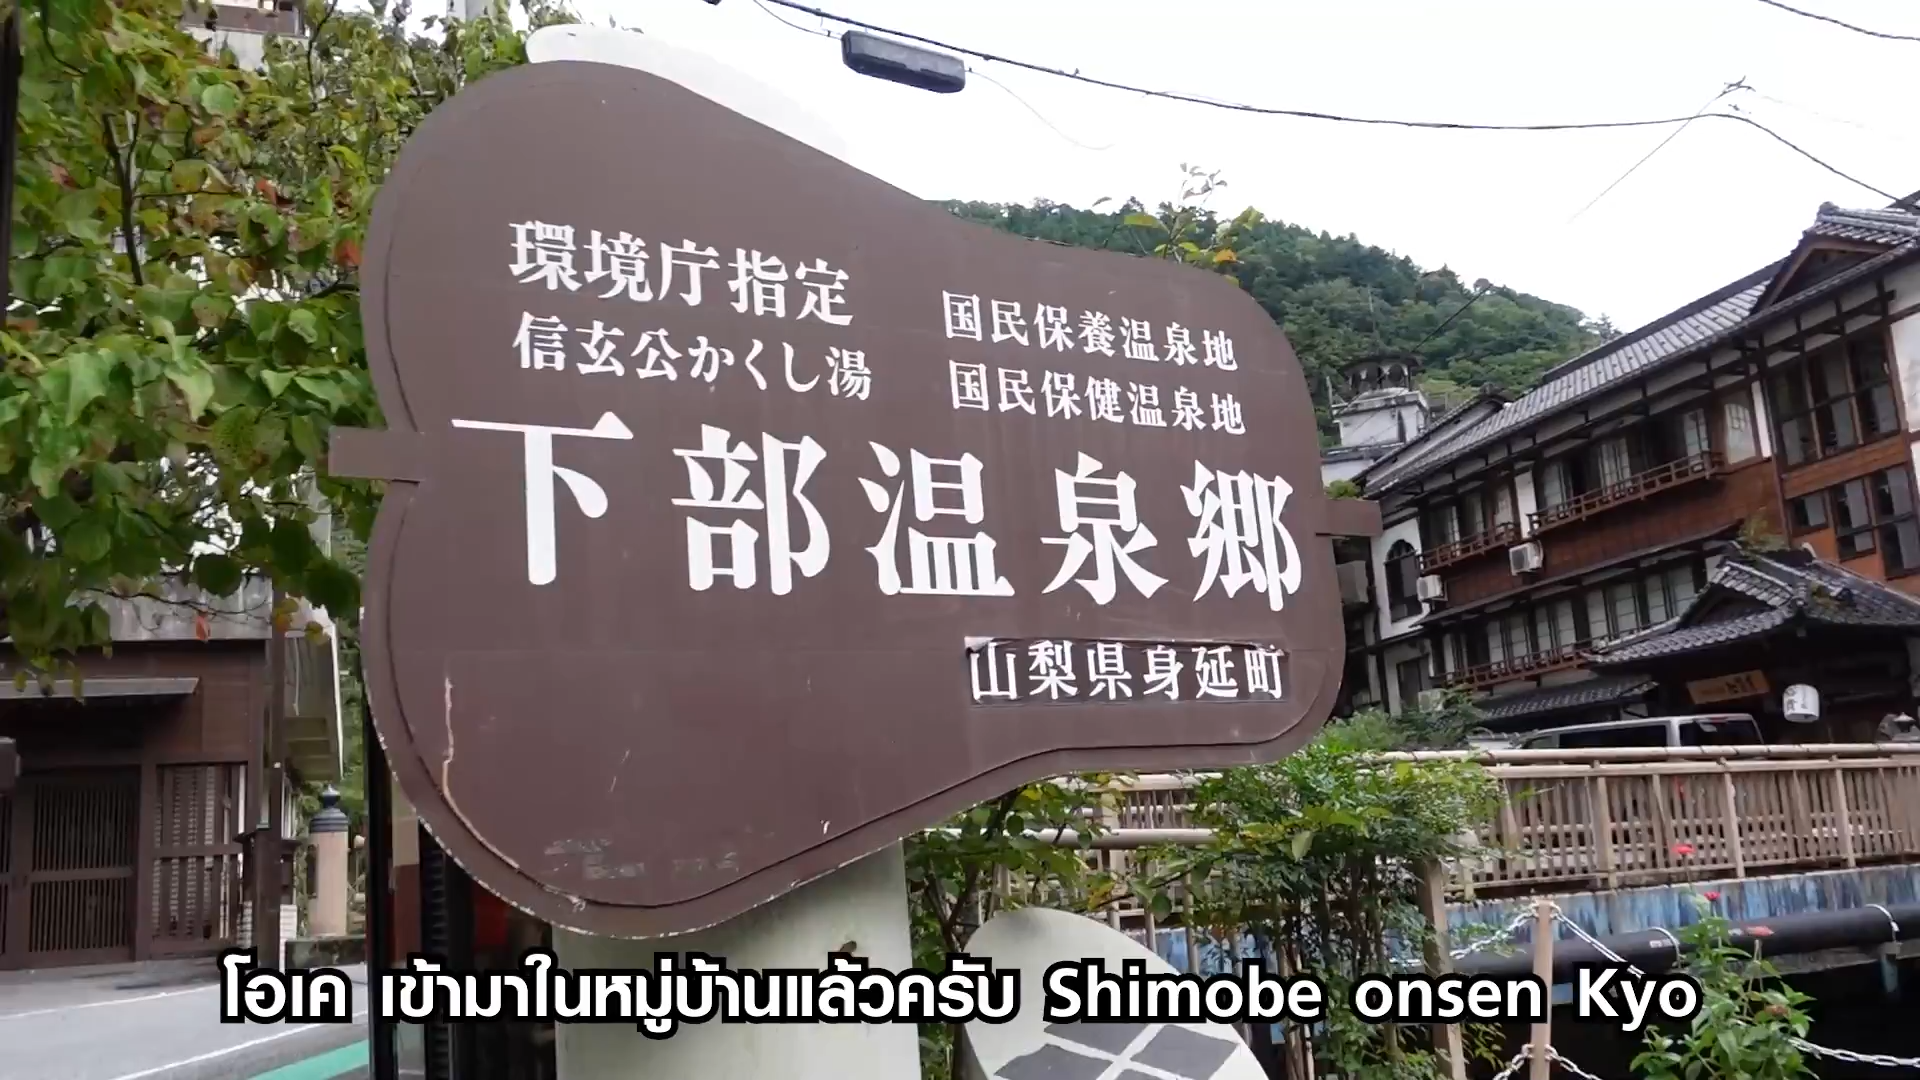 環境庁指定
信玄公かくし湯
国民保養温泉地
国民保健温泉地
下部温泉郷
山梨県身延町
โอเค เข้ามาในหมู่บ้านแล้วครับ Shimobe onsen Kyo